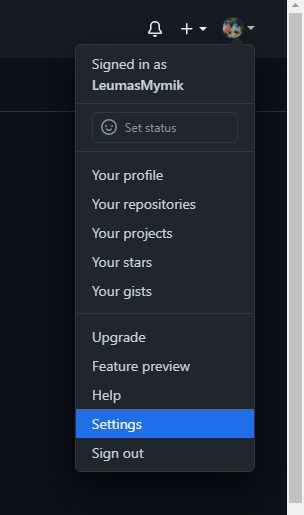 Signed in as
LeumasMymik
Set status
Your profile
Your repositories
Your projects
Your stars
Your gists
Upgrade
Feature preview
Help
Settings
Sign out